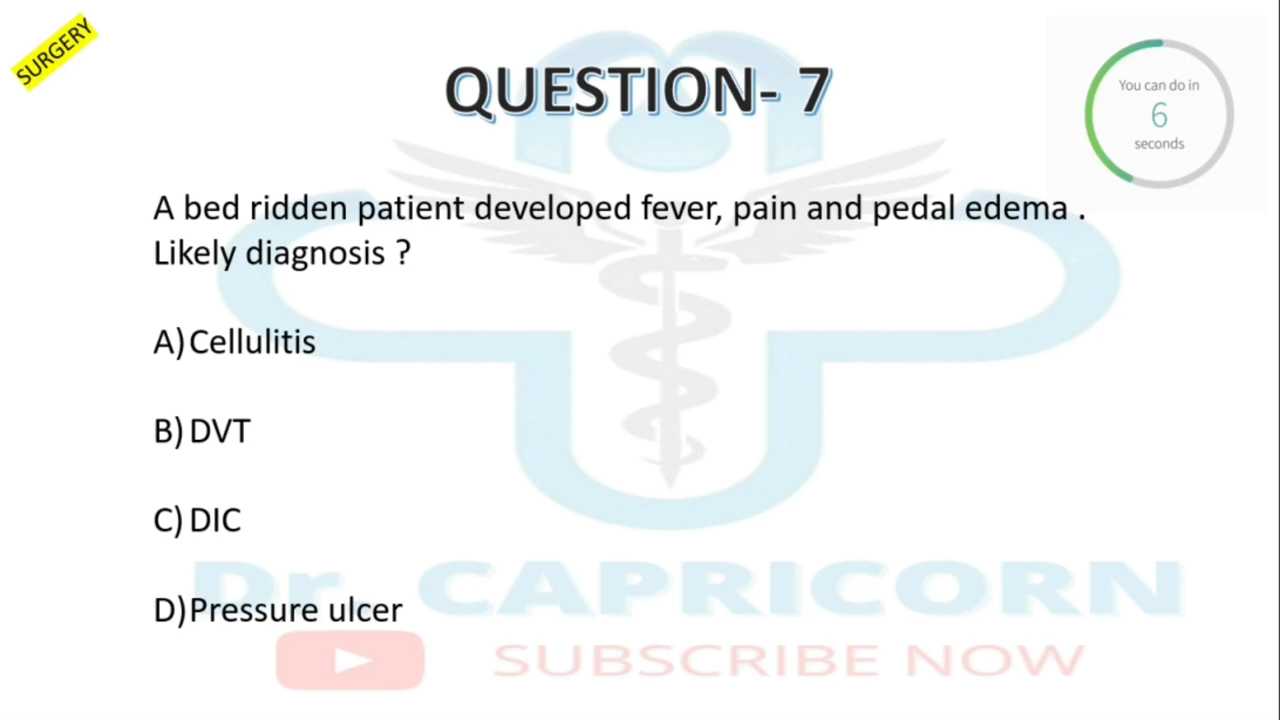 SURGERY
QUESTION- 7
You can do in
6
seconds
A bed ridden patient developed fever, pain and pedal edema .
Likely diagnosis ?
A) Cellulitis
B) DVT
C) DIC
D) Pressure ulcer
Dr. CAPRICORN
SUBSCRIBE NOW